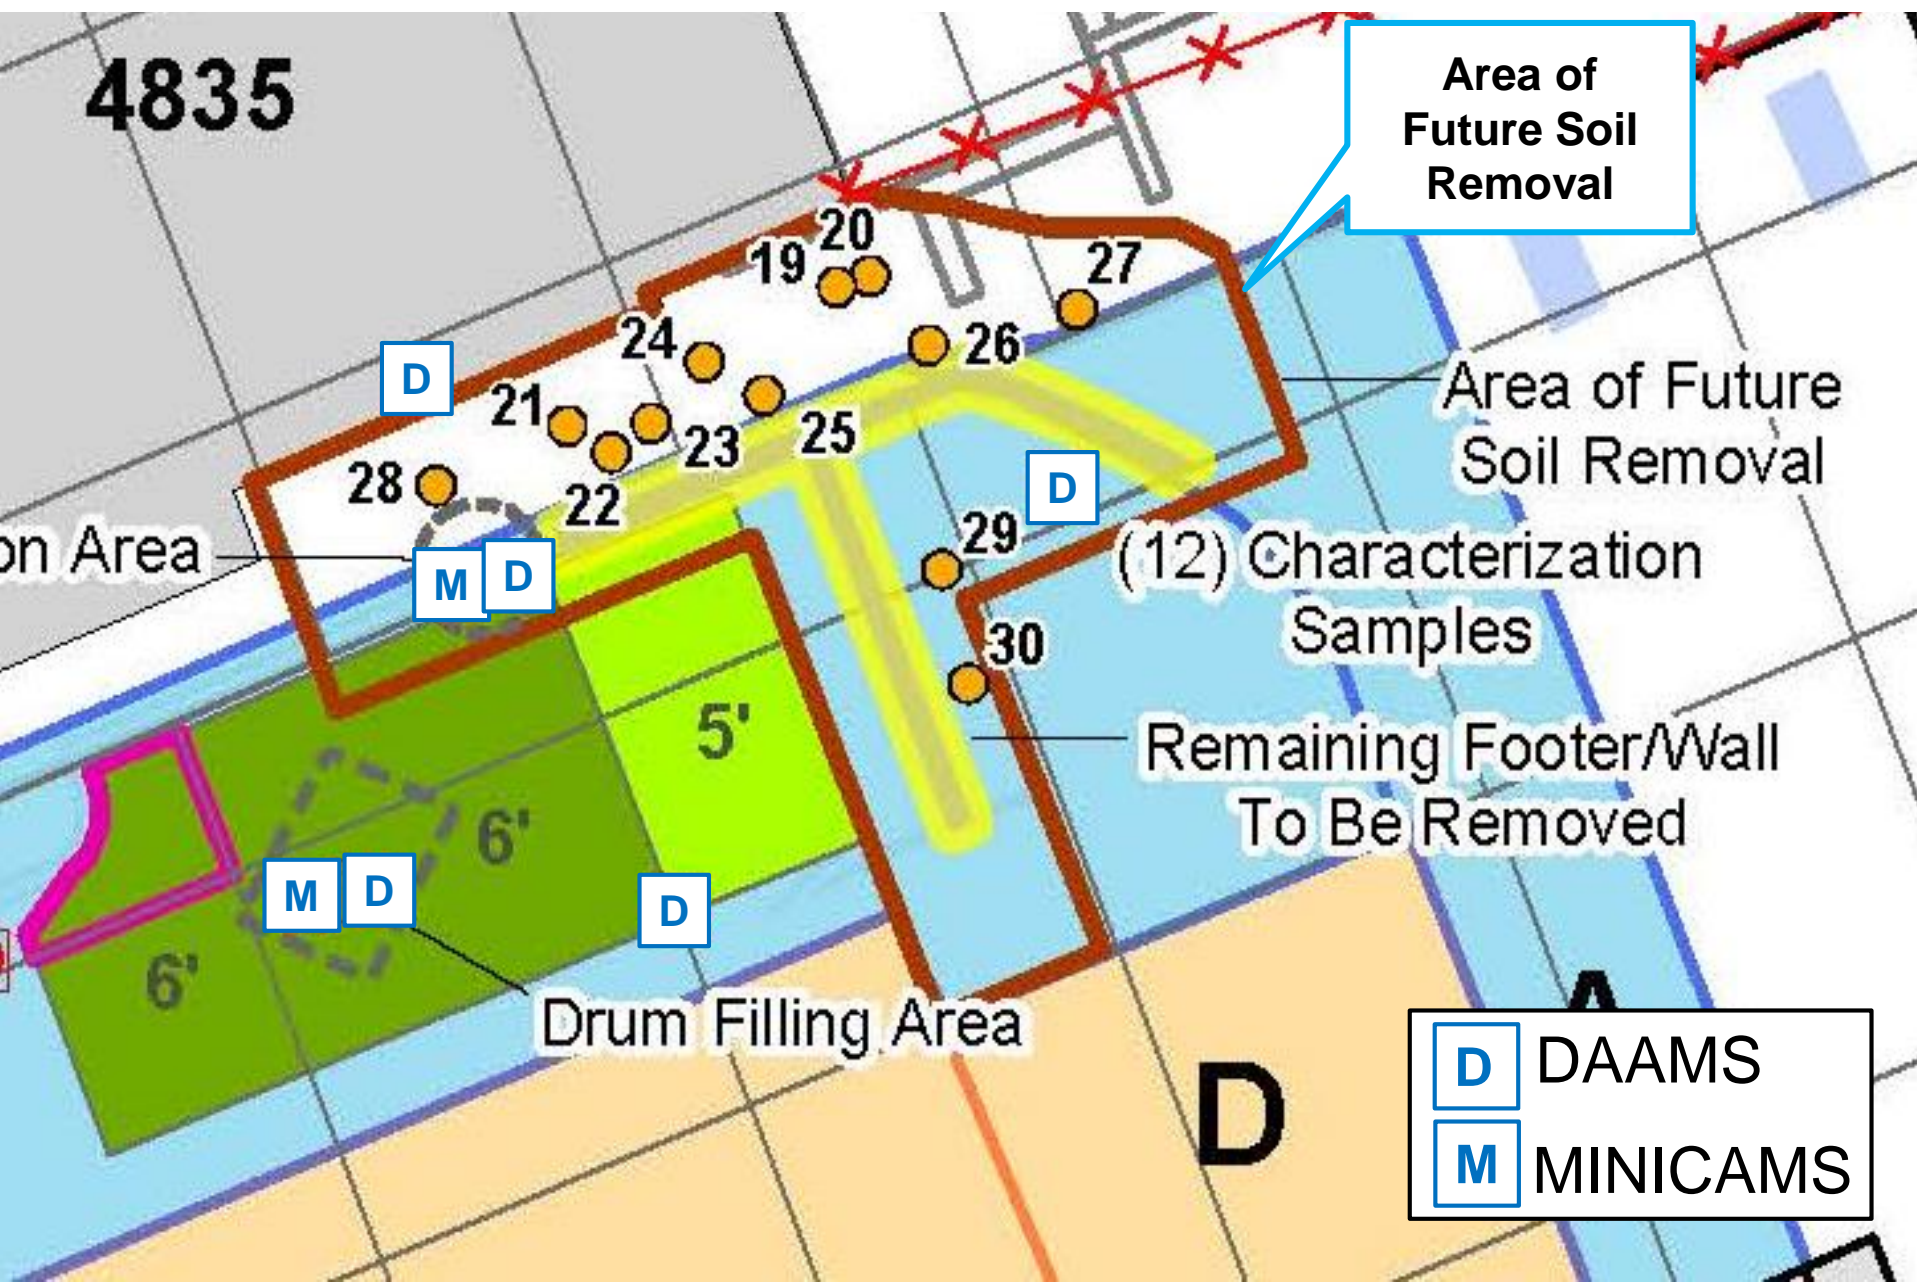 4835
Area of
Future Soil
Removal
20
19
27
24
26
D
21
23
25
28
22
D
Area of Future
Soil Removal
29
on Area
M
D
(12) Characterization
Samples
30
5'
Remaining Footer/Wall
To Be Removed
6'
M
D
D
6'
Drum Filling Area
D
D DAAMS
M MINICAMS